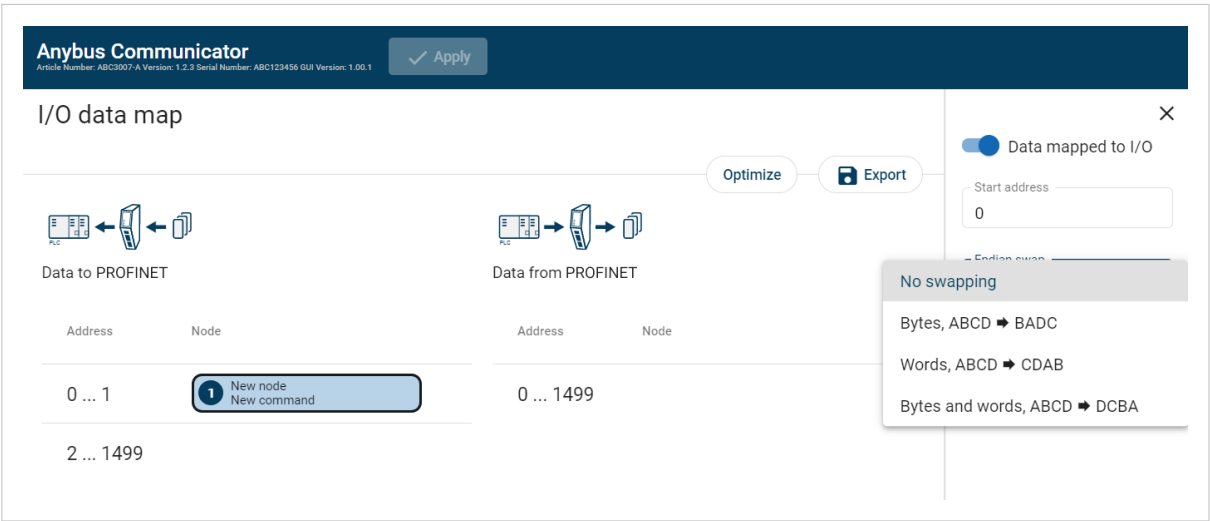 Anybus Communicator
Article Number: ABC3007-A Version: 1.2.3 Serial Number: ABC123456 GUI Version: 1.00.1
Apply
I/O data map
Optimize
Export
Data mapped to I/O
Start address
0
Endian swap
No swapping
Bytes, ABCD ➡ BADC
Words, ABCD ➡ CDAB
Bytes and words, ABCD ➡ DCBA
PLC
Data to PROFINET
Address Node
0 ... 1
1 New node
New command
2 ... 1499
PLC
Data from PROFINET
Address Node
0 ... 1499